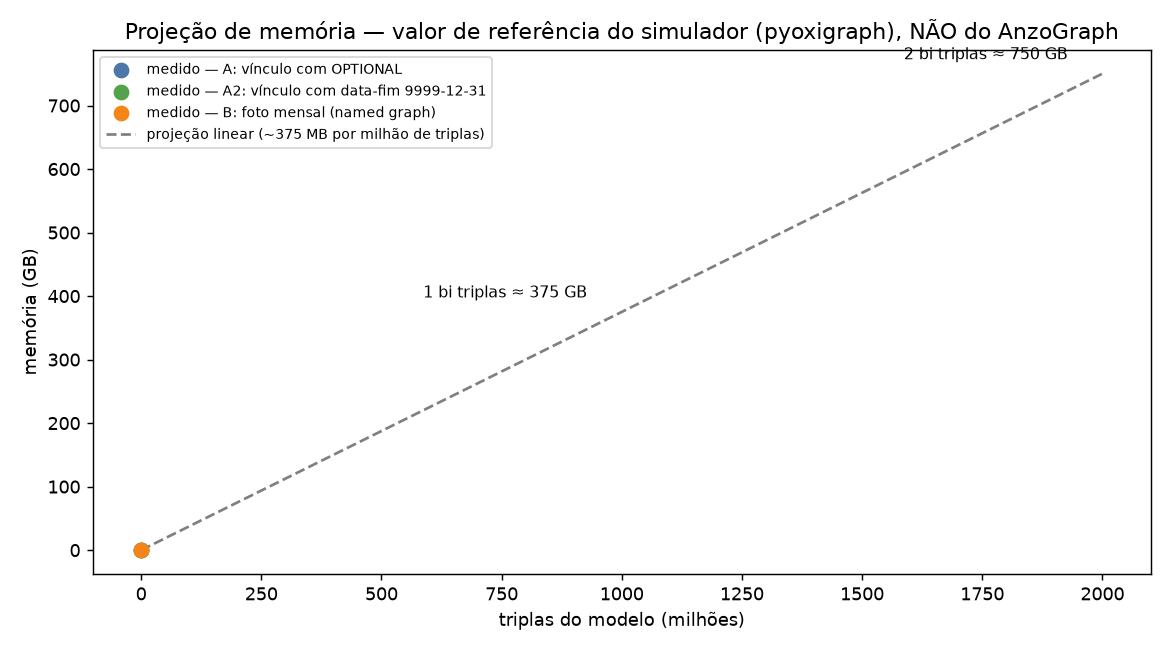 Projeção de memória — valor de referência do simulador (pyoxigraph), NÃO do AnzoGraph
2 bi triplas ≈ 750 GB
medido — A: vínculo com OPTIONAL
medido — A2: vínculo com data-fim 9999-12-31
medido — B: foto mensal (named graph)
projeção linear (~375 MB por milhão de triplas)
1 bi triplas ≈ 375 GB
memória (GB)
700
600
500
400
300
200
100
0
0 250 500 750 1000 1250 1500 1750 2000
triplas do modelo (milhões)